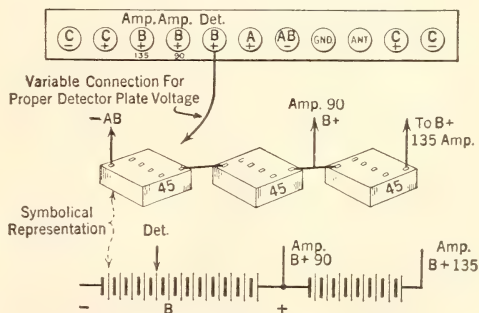 Amp. Amp. Det.
C - C + B + 135 B + 90 B + A + AB - GND. ANT C + C -
Variable Connection For
Proper Detector Plate Voltage
- AB
Amp. 90
B+
To B+
135 Amp.
45 45 45
Symbolical
Representation
Det.
Amp.
B+ 90
Amp.
B+ 135
- B +